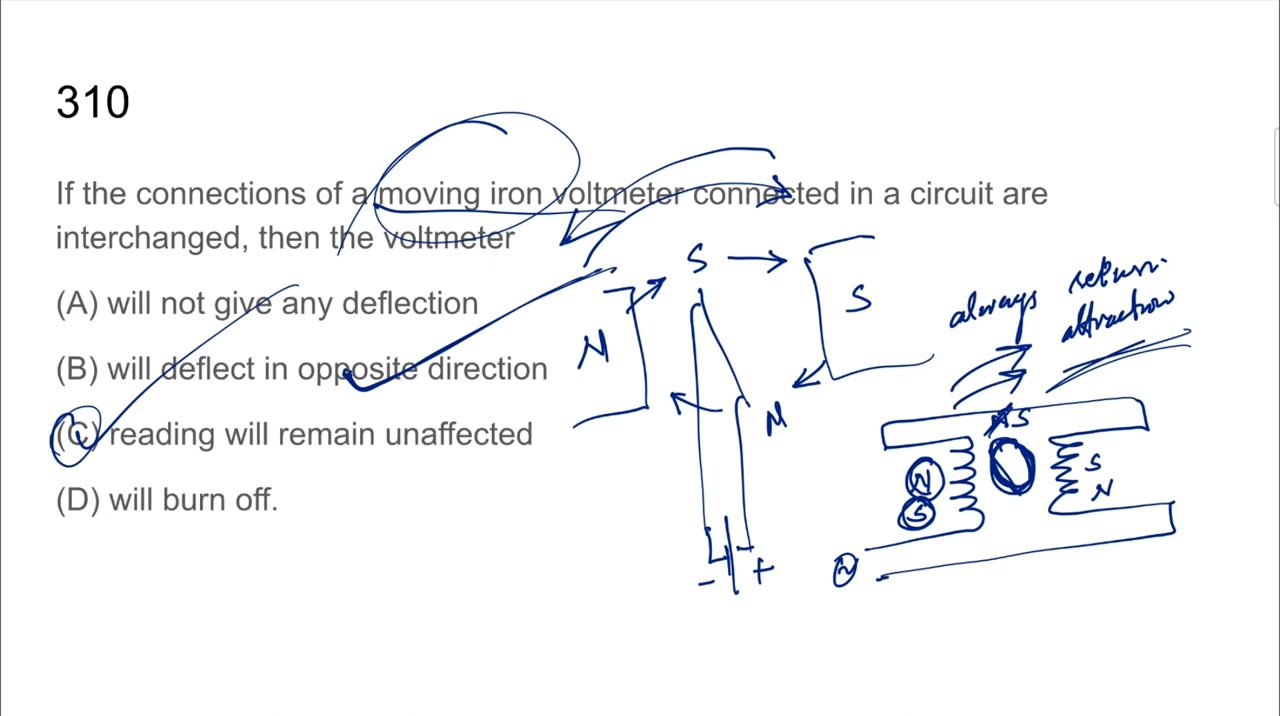 310
If the connections of a moving iron voltmeter connected in a circuit are
interchanged, then the voltmeter
(A) will not give any deflection
(B) will deflect in opposite direction
(C) reading will remain unaffected
(D) will burn off.
S
N
S
N
- +
always
attraction
S
N
S
S
N